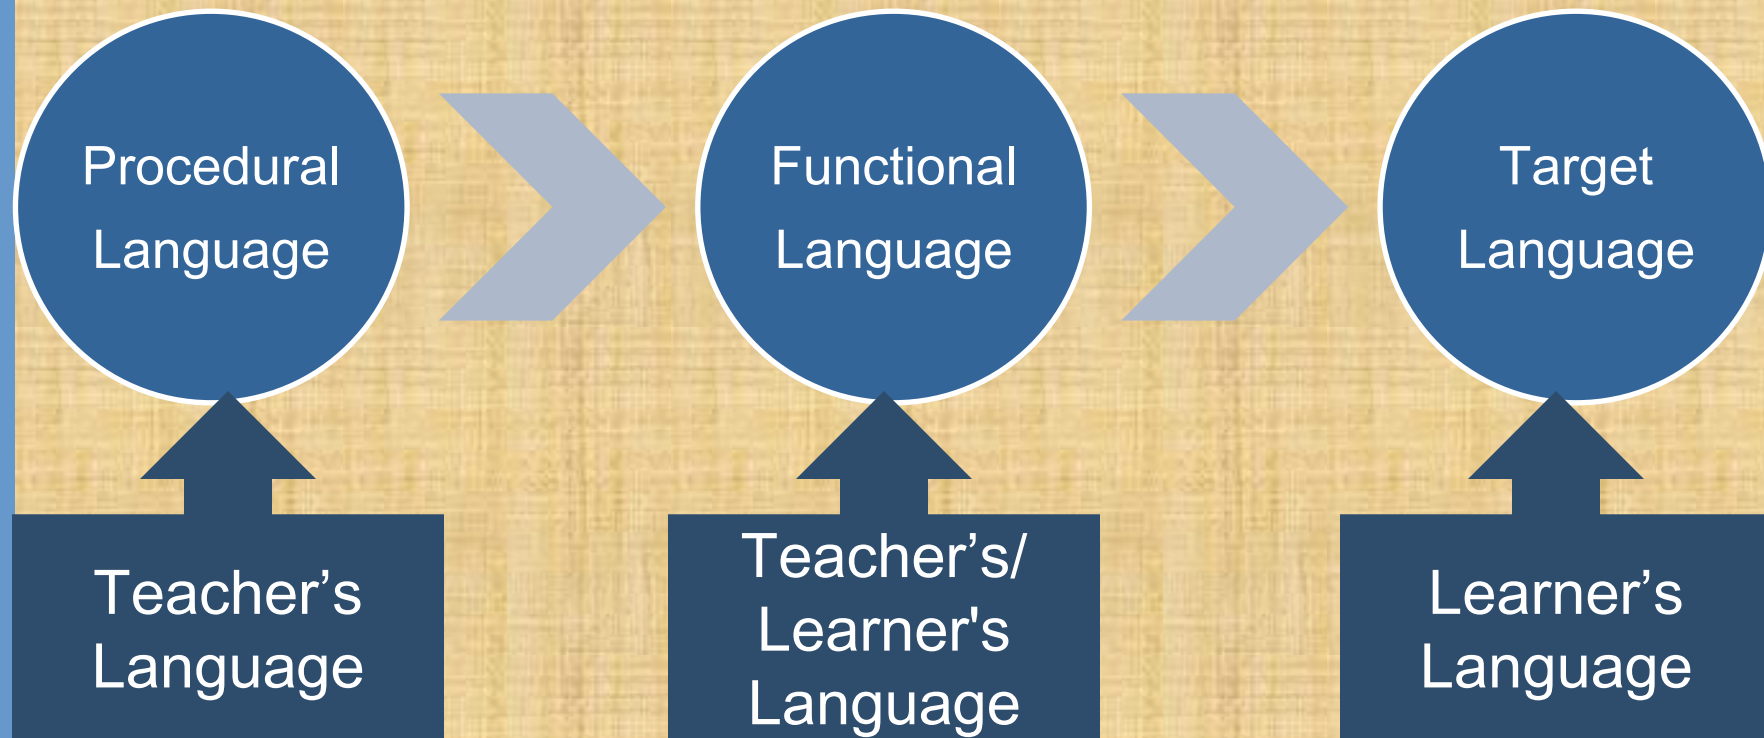 Procedural
Language
Functional
Language
Target
Language
Teacher’s
Language
Teacher’s/
Learner's
Language
Learner’s
Language